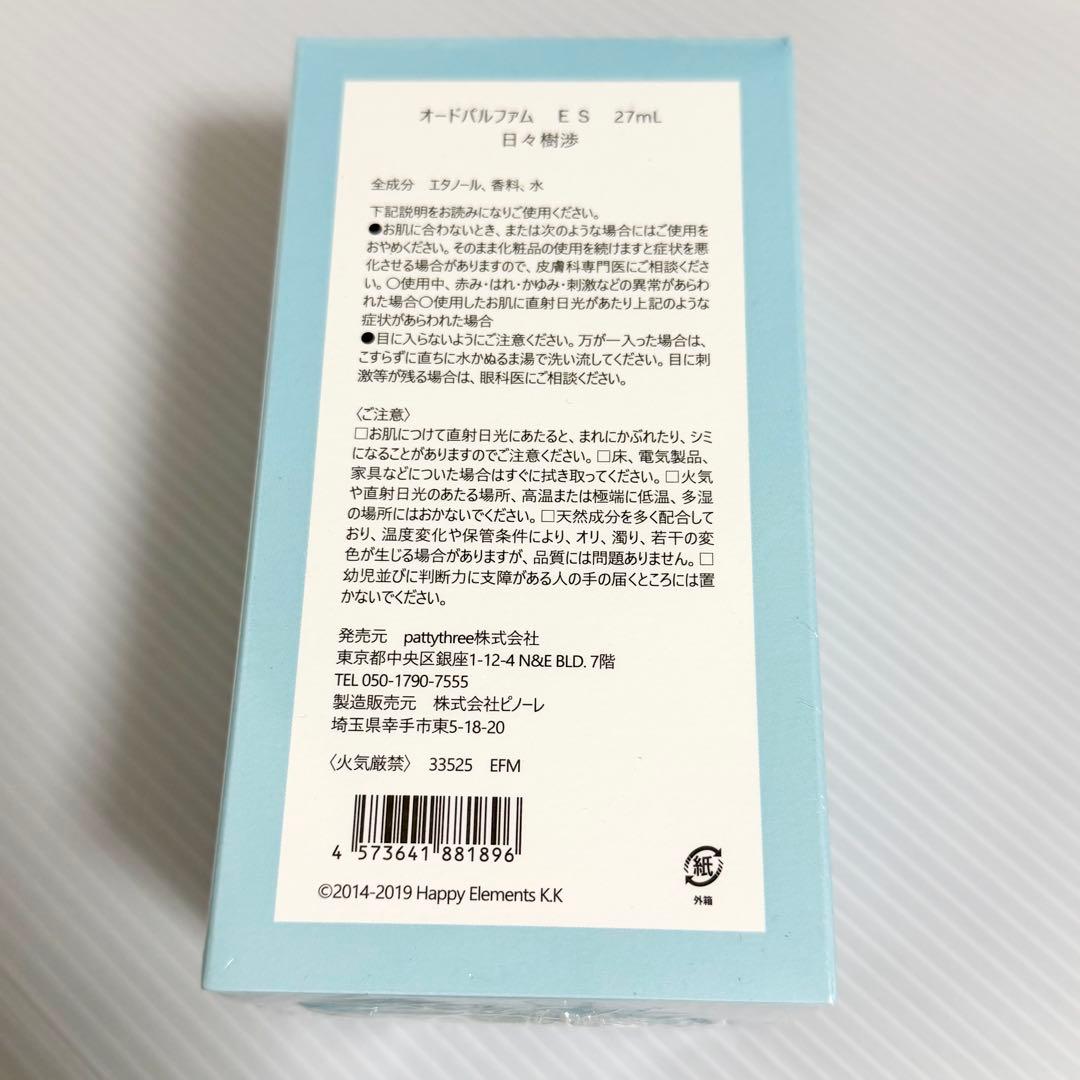 オードパルファム　ES　27mL
日々樹渉
全成分　エタノール、香料、水
下記説明をお読みになりご使用ください。
●お肌に合わないとき、または次のような場合にはご使用を
おやめください。そのまま化粧品の使用を続けますと症状を悪
化させる場合がありますので、皮膚科専門医にご相談くださ
い。○使用中、赤み・はれ・かゆみ・刺激などの異常があらわ
れた場合○使用したお肌に直射日光があたり上記のような
症状があらわれた場合
●目に入らないようにご注意ください。万が一入った場合は、
こすらずに直ちに水かぬるま湯で洗い流してください。目に刺
激等が残る場合は、眼科医にご相談ください。
〈ご注意〉
□お肌につけて直射日光にあたると、まれにかぶれたり、シミ
になることがありますのでご注意ください。□床、電気製品、
家具などについた場合はすぐに拭き取ってください。□火気
や直射日光のあたる場所、高温または極端に低温、多湿
の場所にはおかないでください。□天然成分を多く配合して
おり、温度変化や保管条件により、オリ、濁り、若干の変
色が生じる場合がありますが、品質には問題ありません。□
幼児並びに判断力に支障がある人の手の届くところには置
かないでください。
発売元　pattythree株式会社
東京都中央区銀座1-12-4 N&E BLD. 7階
TEL 050-1790-7555
製造販売元　株式会社ピノーレ
埼玉県幸手市東5-18-20
〈火気厳禁〉　33525　EFM
4 573641 881896
©2014-2019 Happy Elements K.K
紙
外箱